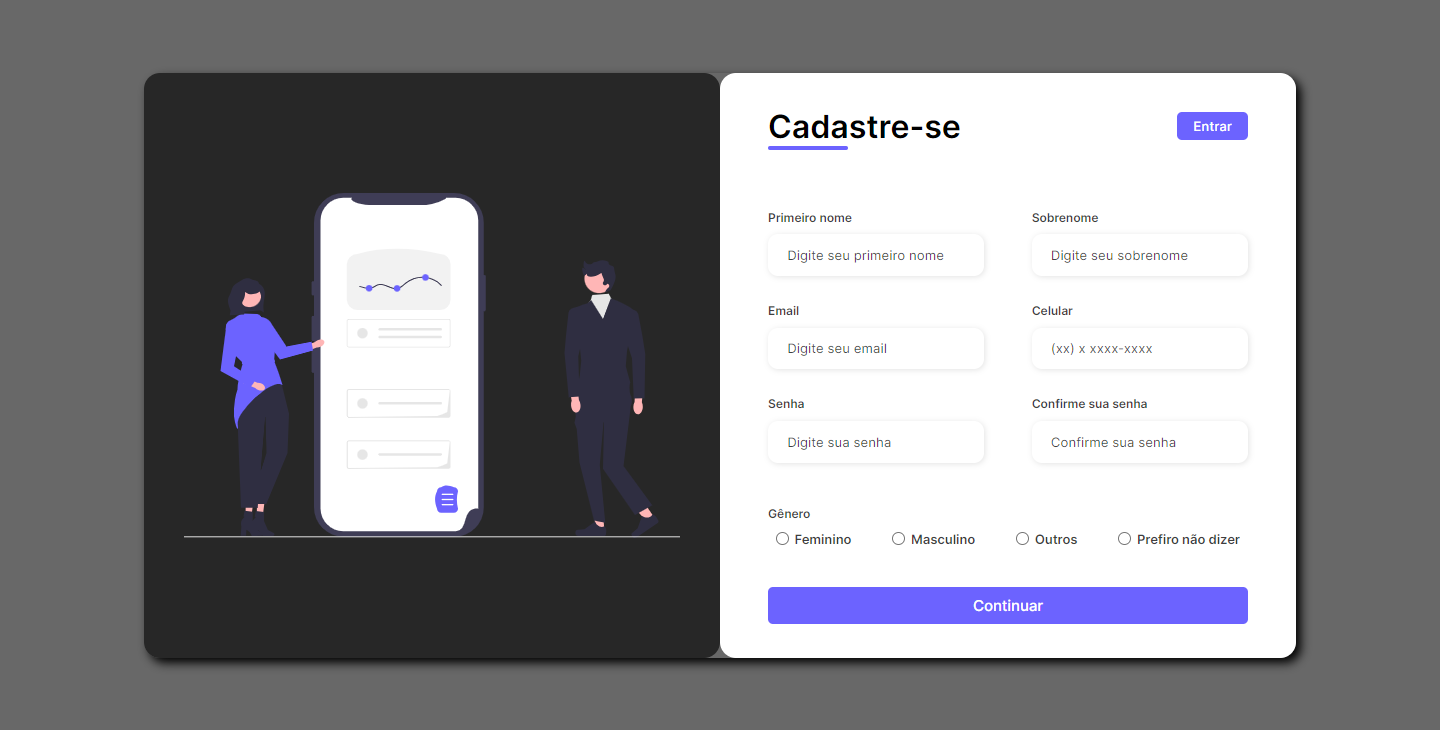 Cadastre-se
Entrar
Primeiro nome
Sobrenome
Digite seu primeiro nome
Digite seu sobrenome
Email
Celular
Digite seu email
(xx) x xxxx-xxxx
Senha
Confirme sua senha
Digite sua senha
Confirme sua senha
Gênero
Feminino
Masculino
Outros
Prefiro não dizer
Continuar